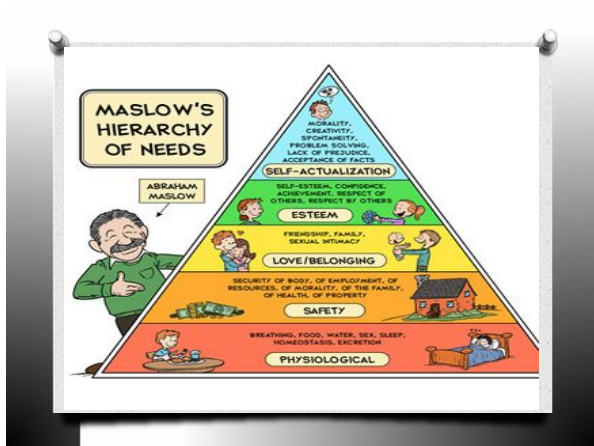 MASLOW'S
HIERARCHY
OF NEEDS
ABRAHAM
MASLOW
MORALITY,
CREATIVITY,
SPONTANEITY,
PROBLEM SOLVING,
LACK OF PREJUDICE,
ACCEPTANCE OF FACTS
SELF-ACTUALIZATION
SELF-ESTEEM, CONFIDENCE,
ACHIEVEMENT, RESPECT OF
OTHERS, RESPECT BY OTHERS
ESTEEM
FRIENDSHIP, FAMILY,
SEXUAL INTIMACY
LOVE/BELONGING
SECURITY OF BODY, OF EMPLOYMENT, OF
RESOURCES, OF MORALITY, OF THE FAMILY,
OF HEALTH, OF PROPERTY
SAFETY
BREATHING, FOOD, WATER, SEX, SLEEP,
HOMEOSTASIS, EXCRETION
PHYSIOLOGICAL